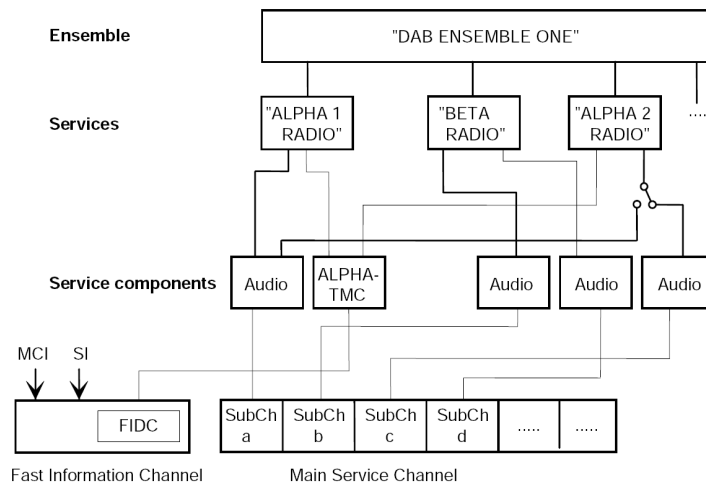 Ensemble
"DAB ENSEMBLE ONE"
Services
"ALPHA 1
RADIO"
"BETA
RADIO"
"ALPHA 2
RADIO"
....
Service components
Audio
ALPHA-
TMC
Audio
Audio
Audio
MCI
SI
FIDC
SubCh
a
SubCh
b
SubCh
c
SubCh
d
.....
.....
Fast Information Channel
Main Service Channel